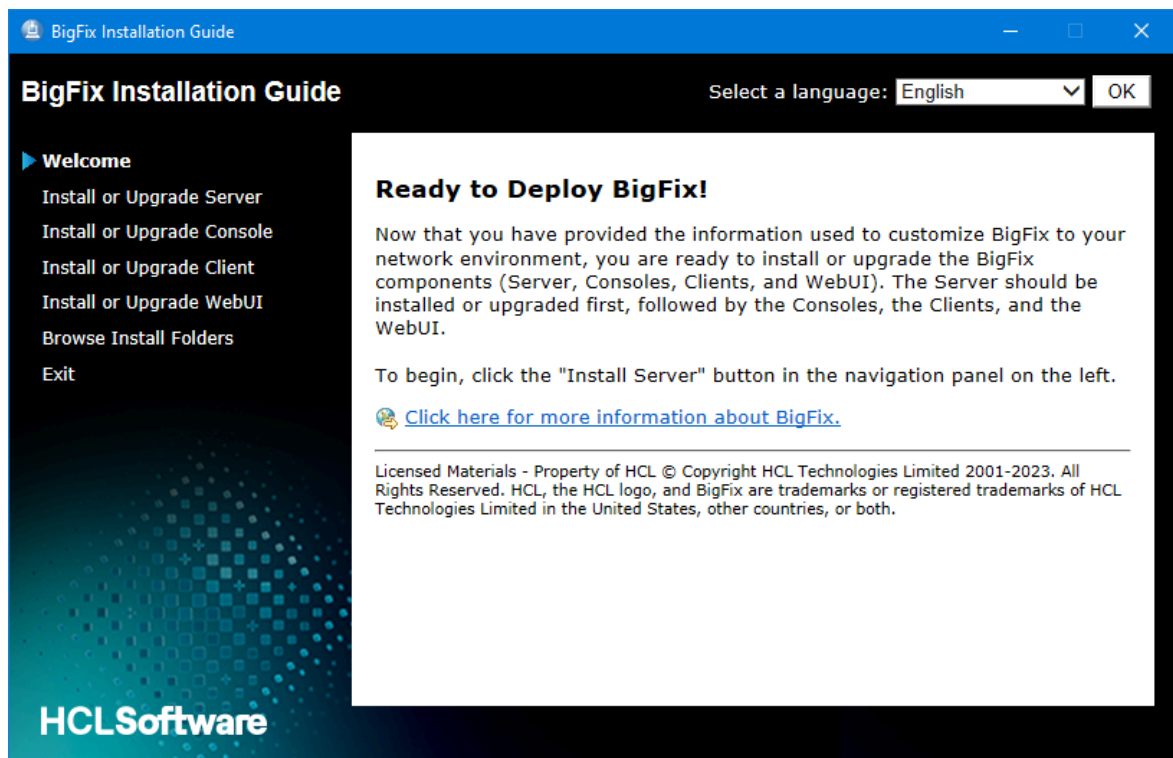 BigFix Installation Guide
BigFix Installation Guide
Select a language: English OK
Welcome
Install or Upgrade Server
Install or Upgrade Console
Install or Upgrade Client
Install or Upgrade WebUI
Browse Install Folders
Exit
Ready to Deploy BigFix!
Now that you have provided the information used to customize BigFix to your
network environment, you are ready to install or upgrade the BigFix
components (Server, Consoles, Clients, and WebUI). The Server should be
installed or upgraded first, followed by the Consoles, the Clients, and the
WebUI.
To begin, click the "Install Server" button in the navigation panel on the left.
Click here for more information about BigFix.
Licensed Materials - Property of HCL © Copyright HCL Technologies Limited 2001-2023. All
Rights Reserved. HCL, the HCL logo, and BigFix are trademarks or registered trademarks of HCL
Technologies Limited in the United States, other countries, or both.
HCLSoftware